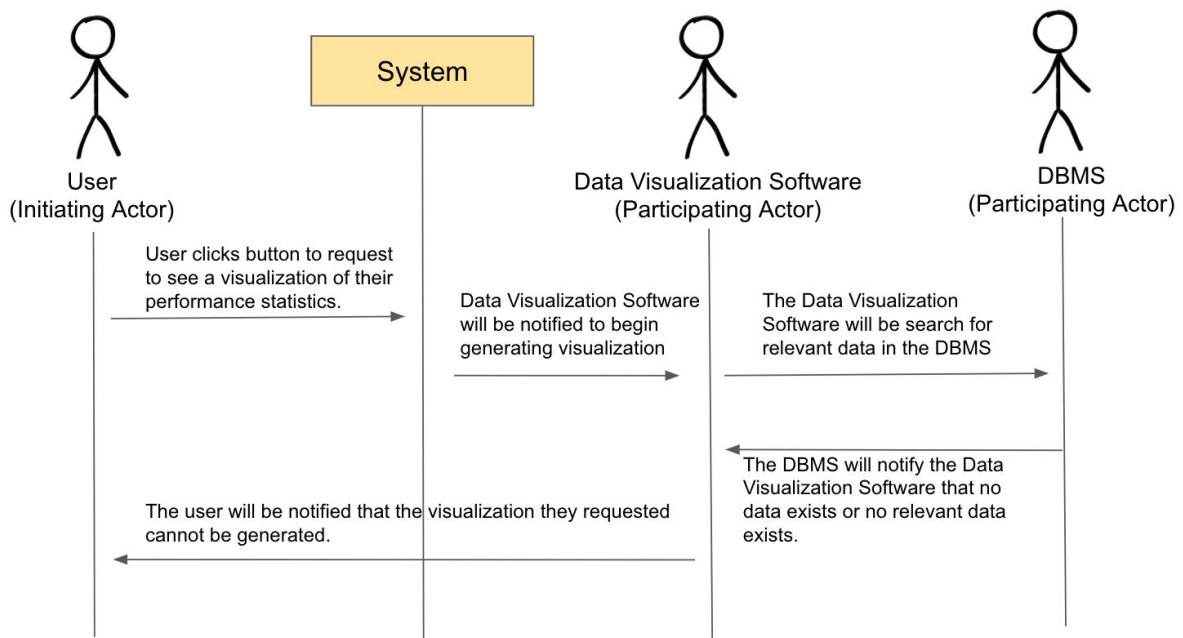 System
User
(Initiating Actor)
Data Visualization Software
(Participating Actor)
DBMS
(Participating Actor)
User clicks button to request
to see a visualization of their
performance statistics.
Data Visualization Software
will be notified to begin
generating visualization
The Data Visualization
Software will be search for
relevant data in the DBMS
The DBMS will notify the Data
Visualization Software that no
data exists or no relevant data
exists.
The user will be notified that the visualization they requested
cannot be generated.